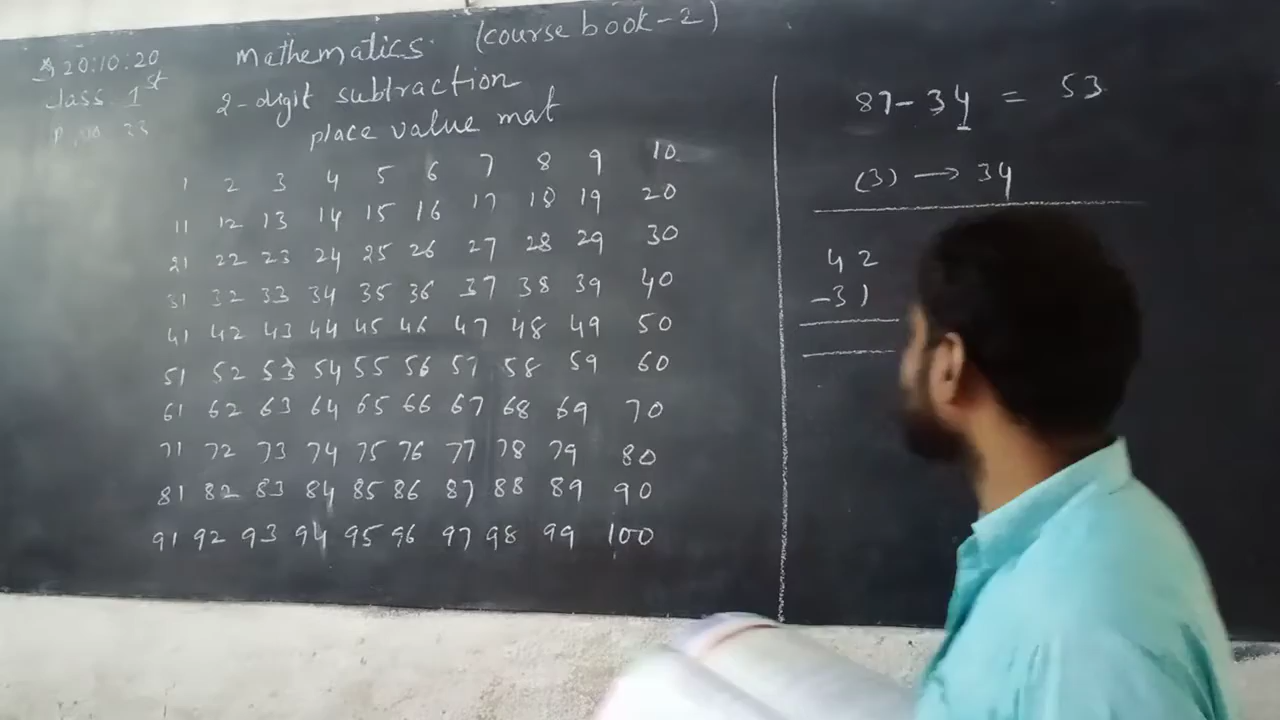 20:10:20
Class 1st
P.no 33
Mathematics (course book-2)
2-digit subtraction
place value mat
1 2 3 4 5 6 7 8 9 10
11 12 13 14 15 16 17 18 19 20
21 22 23 24 25 26 27 28 29 30
31 32 33 34 35 36 37 38 39 40
41 42 43 44 45 46 47 48 49 50
51 52 53 54 55 56 57 58 59 60
61 62 63 64 65 66 67 68 69 70
71 72 73 74 75 76 77 78 79 80
81 82 83 84 85 86 87 88 89 90
91 92 93 94 95 96 97 98 99 100
87-34 = 53
(3) → 34
42
-31